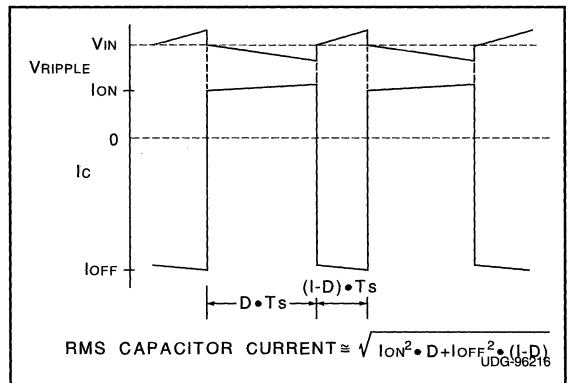 VIN
VRIPPLE
ION
0
IC
IOFF
(I-D)•TS
D•TS
RMS CAPACITOR CURRENT ≅ √ION²•D+IOFF²•(I-D)
UDG-96216